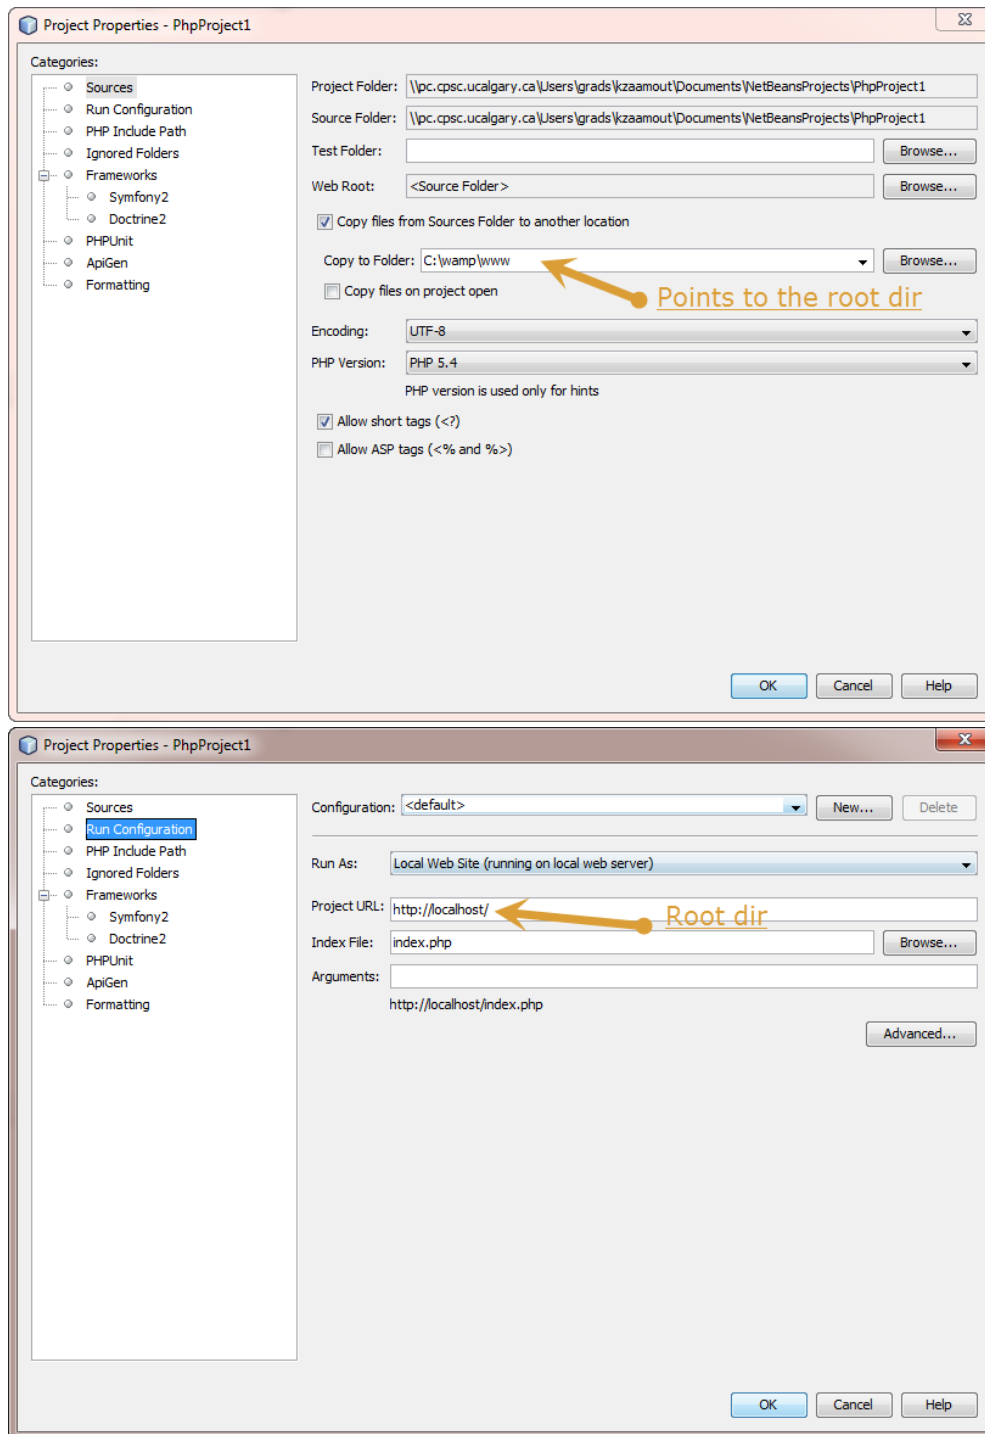 Project Properties - PhpProject1
Categories:
Sources
Run Configuration
PHP Include Path
Ignored Folders
Frameworks
Symfony2
Doctrine2
PHPUnit
ApiGen
Formatting
Project Folder: \\pc.cpsc.ucalgary.ca\Users\grads\kzaamout\Documents\NetBeansProjects\PhpProject1
Source Folder: \\pc.cpsc.ucalgary.ca\Users\grads\kzaamout\Documents\NetBeansProjects\PhpProject1
Test Folder: Browse...
Web Root: <Source Folder> Browse...
Copy files from Sources Folder to another location
Copy to Folder: C:\wamp\www Browse...
Copy files on project open
Points to the root dir
Encoding: UTF-8
PHP Version: PHP 5.4
PHP version is used only for hints
Allow short tags (<?)
Allow ASP tags (<% and %>)
OK Cancel Help
Project Properties - PhpProject1
Categories:
Sources
Run Configuration
PHP Include Path
Ignored Folders
Frameworks
Symfony2
Doctrine2
PHPUnit
ApiGen
Formatting
Configuration: <default> New... Delete
Run As: Local Web Site (running on local web server)
Project URL: http://localhost/
Root dir
Index File: index.php Browse...
Arguments:
http://localhost/index.php
Advanced...
OK Cancel Help